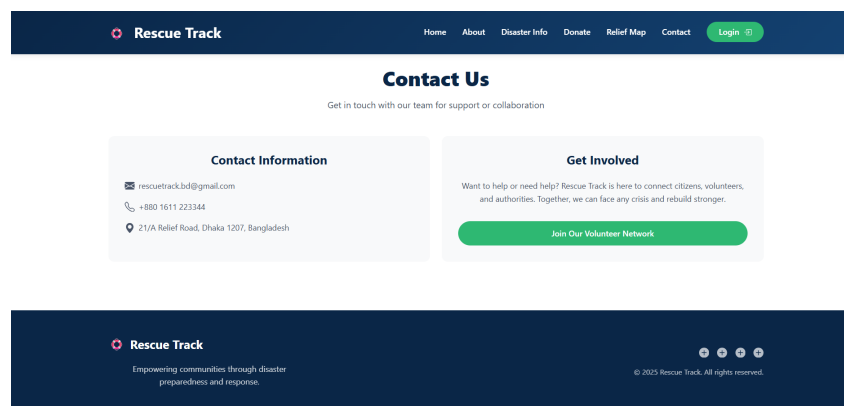 Rescue Track
Home About Disaster Info Donate Relief Map Contact Login
Contact Us
Get in touch with our team for support or collaboration
Contact Information
rescuetrack.bd@gmail.com
+880 1611 223344
21/A Relief Road, Dhaka 1207, Bangladesh
Get Involved
Want to help or need help? Rescue Track is here to connect citizens, volunteers,
and authorities. Together, we can face any crisis and rebuild stronger.
Join Our Volunteer Network
Rescue Track
Empowering communities through disaster
preparedness and response.
© 2025 Rescue Track. All rights reserved.